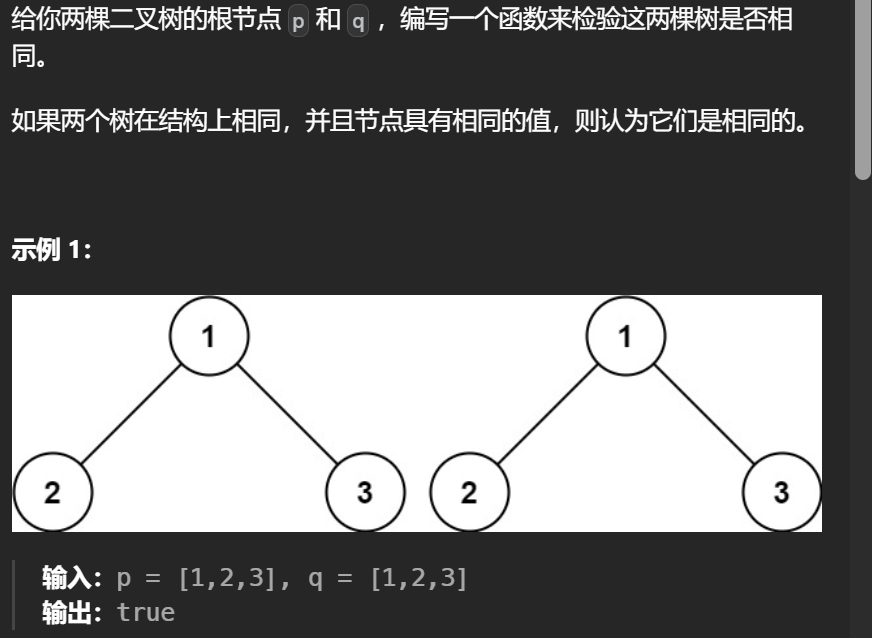 给你两棵二叉树的根节点 p 和 q ，编写一个函数来检验这两棵树是否相
同。
如果两个树在结构上相同，并且节点具有相同的值，则认为它们是相同的。
示例 1：
1 1
2 3 2 3
输入：p = [1,2,3], q = [1,2,3]
输出：true